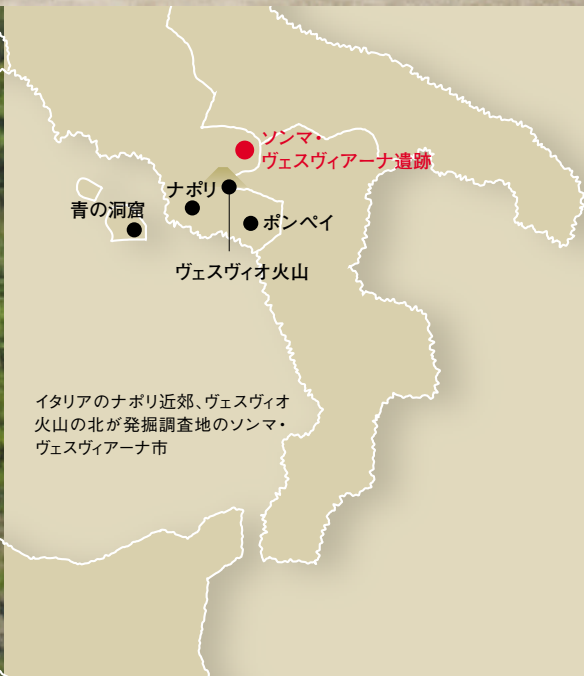 ソンマ・
ヴェスヴィアーナ遺跡
ナポリ
青の洞窟
ポンペイ
ヴェスヴィオ火山
イタリアのナポリ近郊、ヴェスヴィオ
火山の北が発掘調査地のソンマ・
ヴェスヴィアーナ市